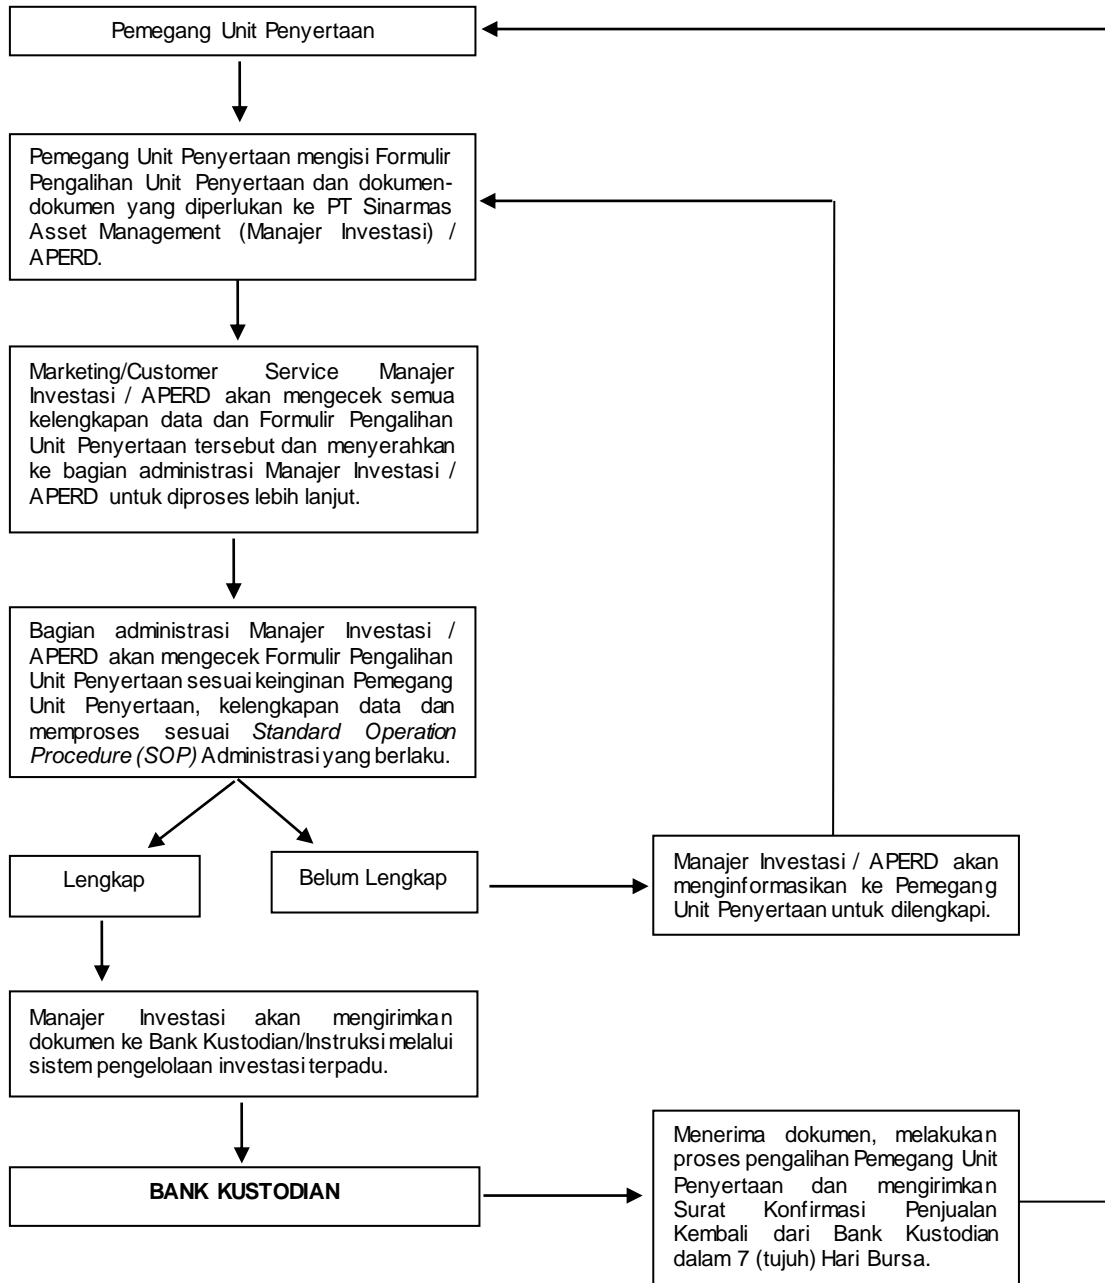 Pemegang Unit Penyertaan
Pemegang Unit Penyertaan mengisi Formulir
Pengalihan Unit Penyertaan dan dokumen-
dokumen yang diperlukan ke PT Sinarmas
Asset Management (Manajer Investasi) /
APERD.
Marketing/Customer Service Manajer
Investasi / APERD akan mengecek semua
kelengkapan data dan Formulir Pengalihan
Unit Penyertaan tersebut dan menyerahkan
ke bagian administrasi Manajer Investasi /
APERD untuk diproses lebih lanjut.
Bagian administrasi Manajer Investasi /
APERD akan mengecek Formulir Pengalihan
Unit Penyertaan sesuai keinginan Pemegang
Unit Penyertaan, kelengkapan data dan
memproses sesuai Standard Operation
Procedure (SOP) Administrasi yang berlaku.
Lengkap
Belum Lengkap
Manajer Investasi / APERD akan
menginformasikan ke Pemegang
Unit Penyertaan untuk dilengkapi.
Manajer Investasi akan mengirimkan
dokumen ke Bank Kustodian/Instruksi melalui
sistem pengelolaan investasi terpadu.
BANK KUSTODIAN
Menerima dokumen, melakukan
proses pengalihan Pemegang Unit
Penyertaan dan mengirimkan
Surat Konfirmasi Penjualan
Kembali dari Bank Kustodian
dalam 7 (tujuh) Hari Bursa.